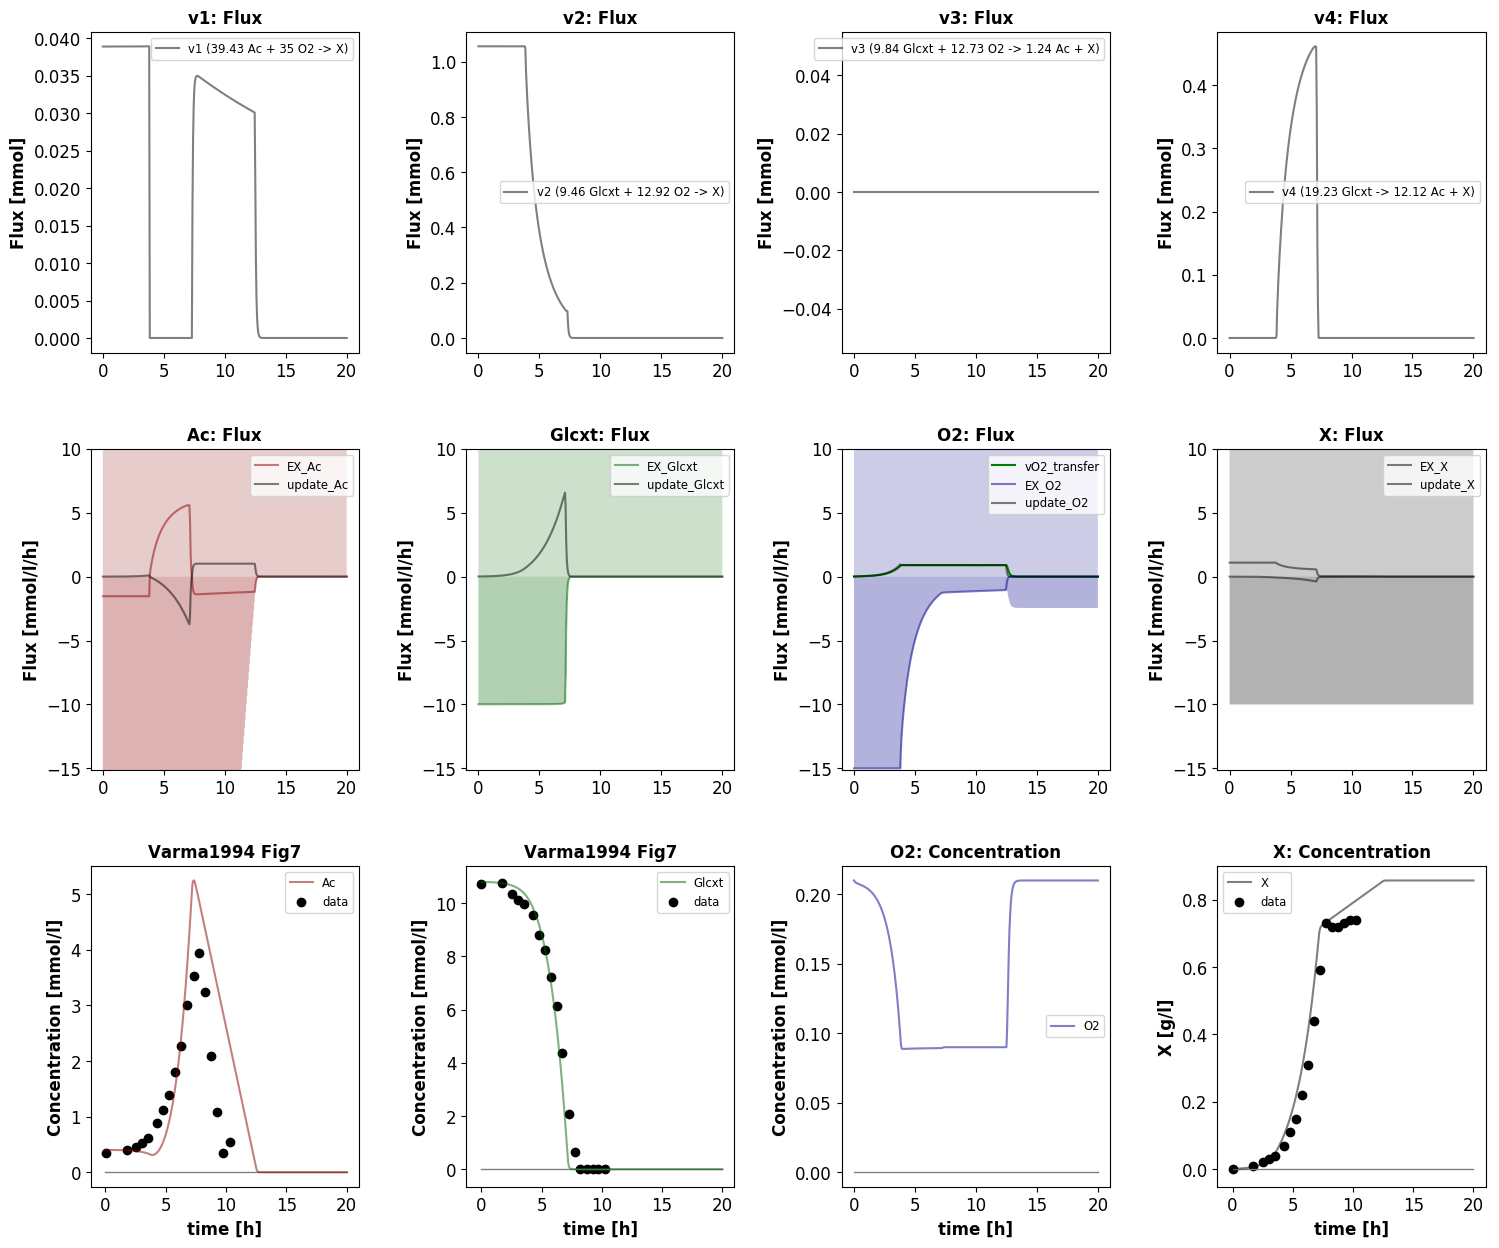 v1: Flux
v2: Flux
v3: Flux
v4: Flux
Flux [mmol]
0.040
0.035
0.030
0.025
0.020
0.015
0.010
0.005
0.000
v1 (39.43 Ac + 35 O2 -> X)
0
5
10
15
20
Flux [mmol]
1.0
0.8
0.6
0.4
0.2
0.0
v2 (9.46 Glcxt + 12.92 O2 -> X)
0
5
10
15
20
Flux [mmol]
0.04
0.02
0.00
−0.02
−0.04
v3 (9.84 Glcxt + 12.73 O2 -> 1.24 Ac + X)
0
5
10
15
20
Flux [mmol]
0.4
0.3
0.2
0.1
0.0
v4 (19.23 Glcxt -> 12.12 Ac + X)
0
5
10
15
20
Ac: Flux
Glcxt: Flux
O2: Flux
X: Flux
Flux [mmol/l/h]
10
5
0
−5
−10
−15
EX_Ac
update_Ac
0
5
10
15
20
Flux [mmol/l/h]
10
5
0
−5
−10
−15
EX_Glcxt
update_Glcxt
0
5
10
15
20
Flux [mmol/l/h]
10
5
0
−5
−10
−15
vO2_transfer
EX_O2
update_O2
0
5
10
15
20
Flux [mmol/l/h]
10
5
0
−5
−10
−15
EX_X
update_X
0
5
10
15
20
Varma1994 Fig7
Varma1994 Fig7
O2: Concentration
X: Concentration
Concentration [mmol/l]
5
4
3
2
1
0
Ac
data
0
5
10
15
20
time [h]
Concentration [mmol/l]
10
8
6
4
2
0
Glcxt
data
0
5
10
15
20
time [h]
Concentration [mmol/l]
0.20
0.15
0.10
0.05
0.00
O2
0
5
10
15
20
time [h]
X [g/l]
0.8
0.6
0.4
0.2
0.0
X
data
0
5
10
15
20
time [h]